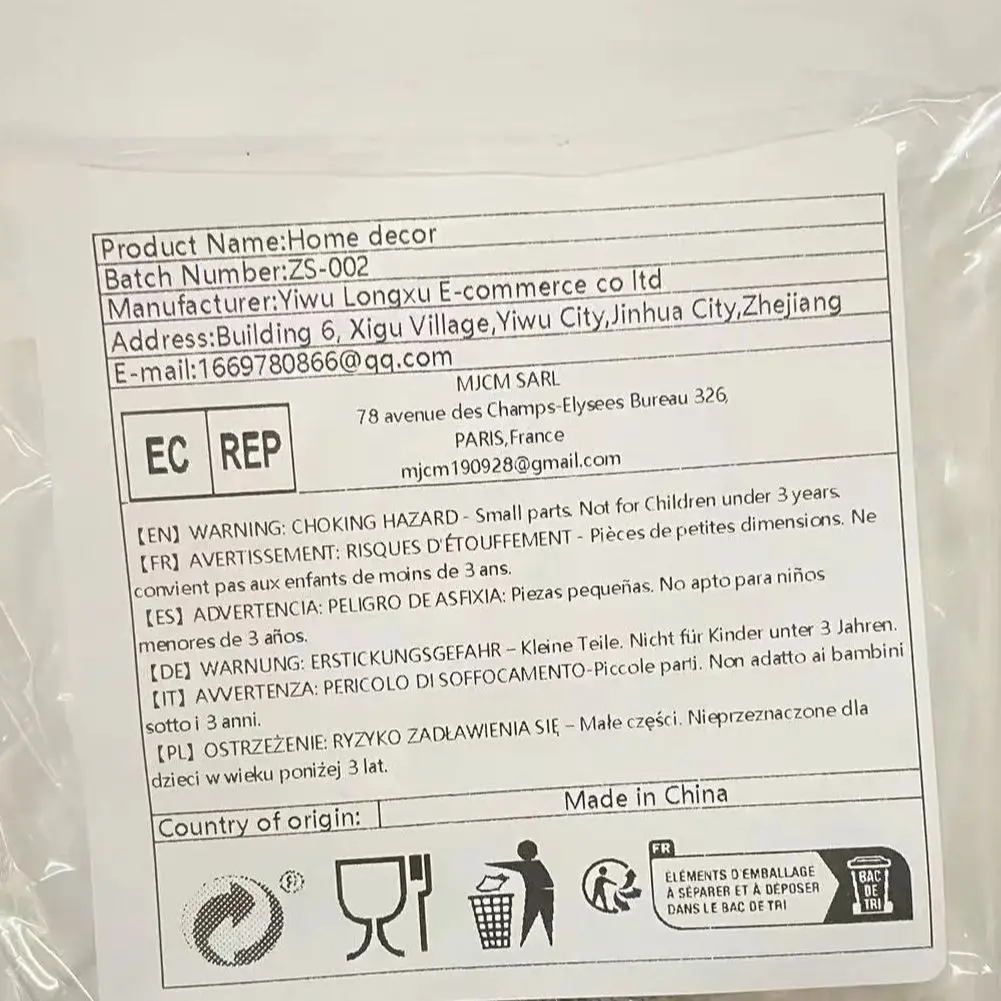 Product Name:Home decor
Batch Number:ZS-002
Manufacturer:Yiwu Longxu E-commerce co ltd
Address:Building 6, Xigu Village,Yiwu City,Jinhua City,Zhejiang
E-mail:1669780866@qq.com
EC REP
MJCM SARL
78 avenue des Champs-Elysees Bureau 326,
PARIS,France
mjcm190928@gmail.com
【EN】WARNING: CHOKING HAZARD - Small parts. Not for Children under 3 years.
【FR】AVERTISSEMENT: RISQUES D'ÉTOUFFEMENT - Pièces de petites dimensions. Ne
convient pas aux enfants de moins de 3 ans.
【ES】ADVERTENCIA: PELIGRO DE ASFIXIA: Piezas pequeñas. No apto para niños
menores de 3 años.
【DE】WARNUNG: ERSTICKUNGSGEFAHR – Kleine Teile. Nicht für Kinder unter 3 Jahren.
【IT】AVVERTENZA: PERICOLO DI SOFFOCAMENTO-Piccole parti. Non adatto ai bambini
sotto i 3 anni.
【PL】OSTRZEŻENIE: RYZYKO ZADŁAWIENIA SIĘ – Małe części. Nieprzeznaczone dla
dzieci w wieku poniżej 3 lat.
Country of origin: Made in China
FR
ÉLÉMENTS D'EMBALLAGE
À SÉPARER ET À DÉPOSER
DANS LE BAC DE TRI
BAC
DE
TRI